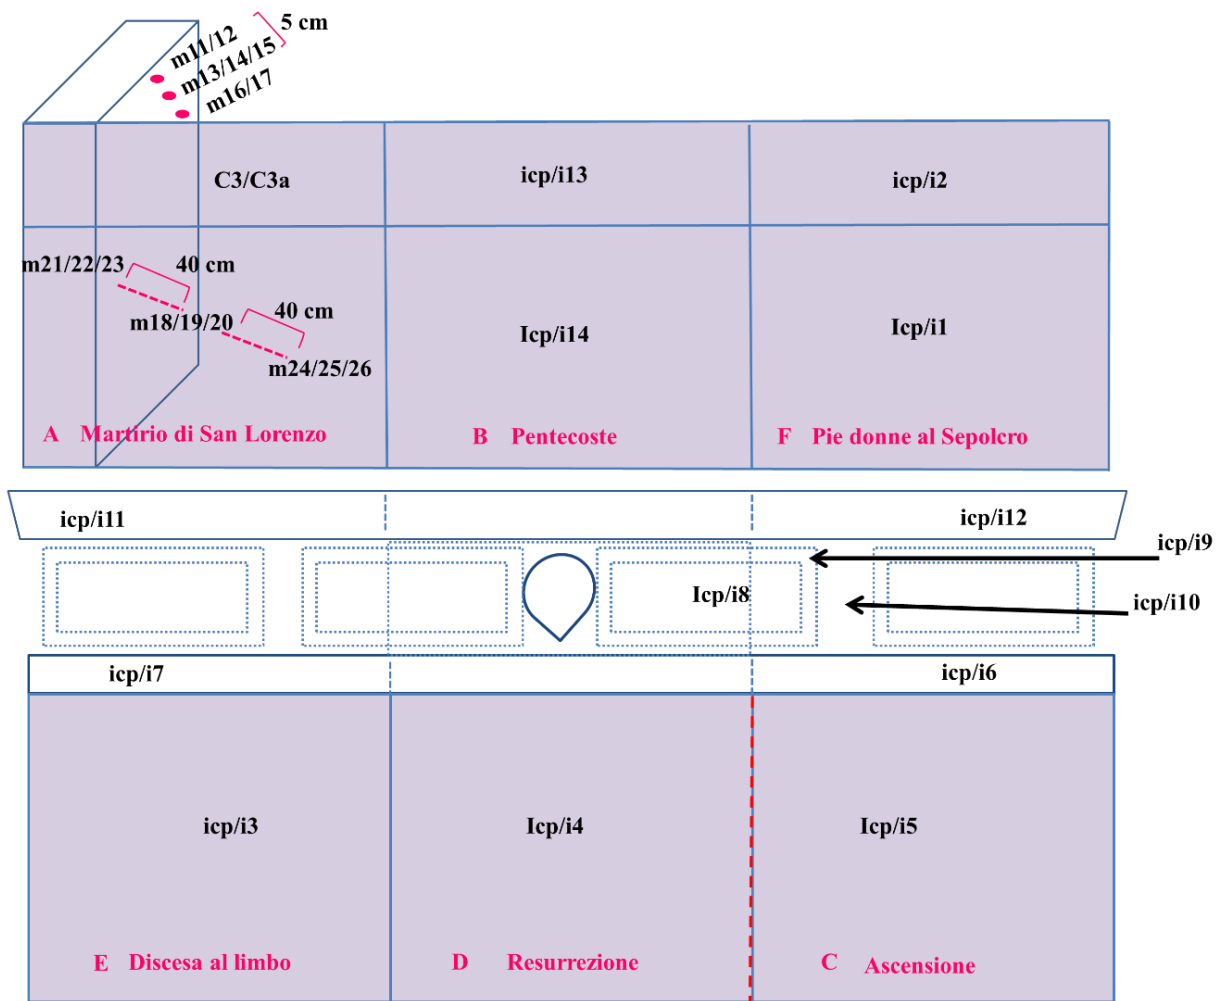 5 cm
m11/12
m13/14/15
m16/17
C3/C3a
icp/i13
icp/i2
m21/22/23
40 cm
m18/19/20
40 cm
m24/25/26
Icp/i14
Icp/i1
A Martirio di San Lorenzo
B Pentecoste
F Pie donne al Sepolcro
icp/i11
icp/i12
icp/i9
Icp/i8
icp/i10
icp/i7
icp/i6
icp/i3
Icp/i4
Icp/i5
E Discesa al limbo
D Resurrezione
C Ascensione